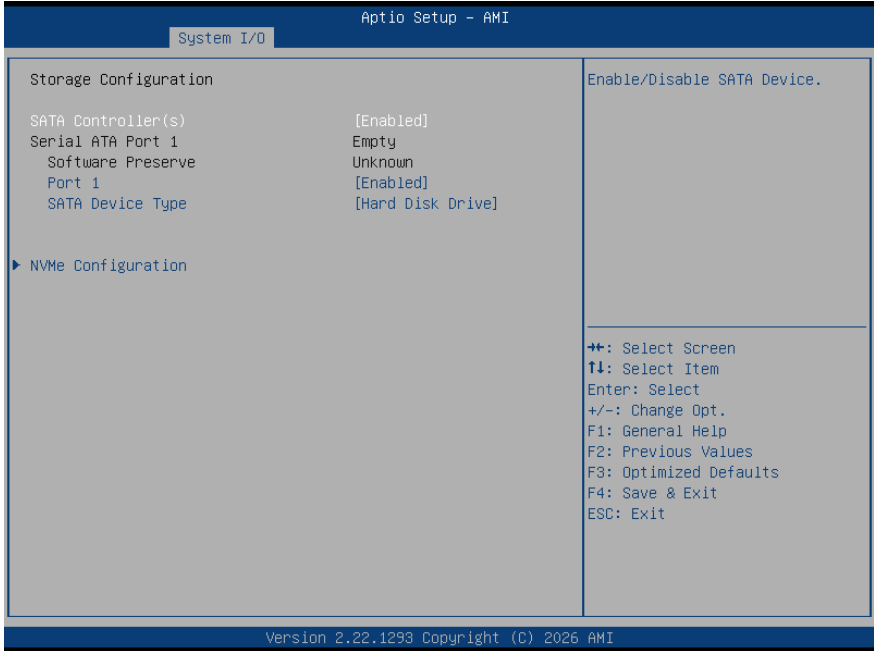 Aptio Setup – AMI
System I/O
Storage Configuration
SATA Controller(s) [Enabled]
Serial ATA Port 1 Empty
Software Preserve Unknown
Port 1 [Enabled]
SATA Device Type [Hard Disk Drive]
NVMe Configuration
Enable/Disable SATA Device.
→←: Select Screen
↑↓: Select Item
Enter: Select
+/-: Change Opt.
F1: General Help
F2: Previous Values
F3: Optimized Defaults
F4: Save & Exit
ESC: Exit
Version 2.22.1293 Copyright (C) 2026 AMI